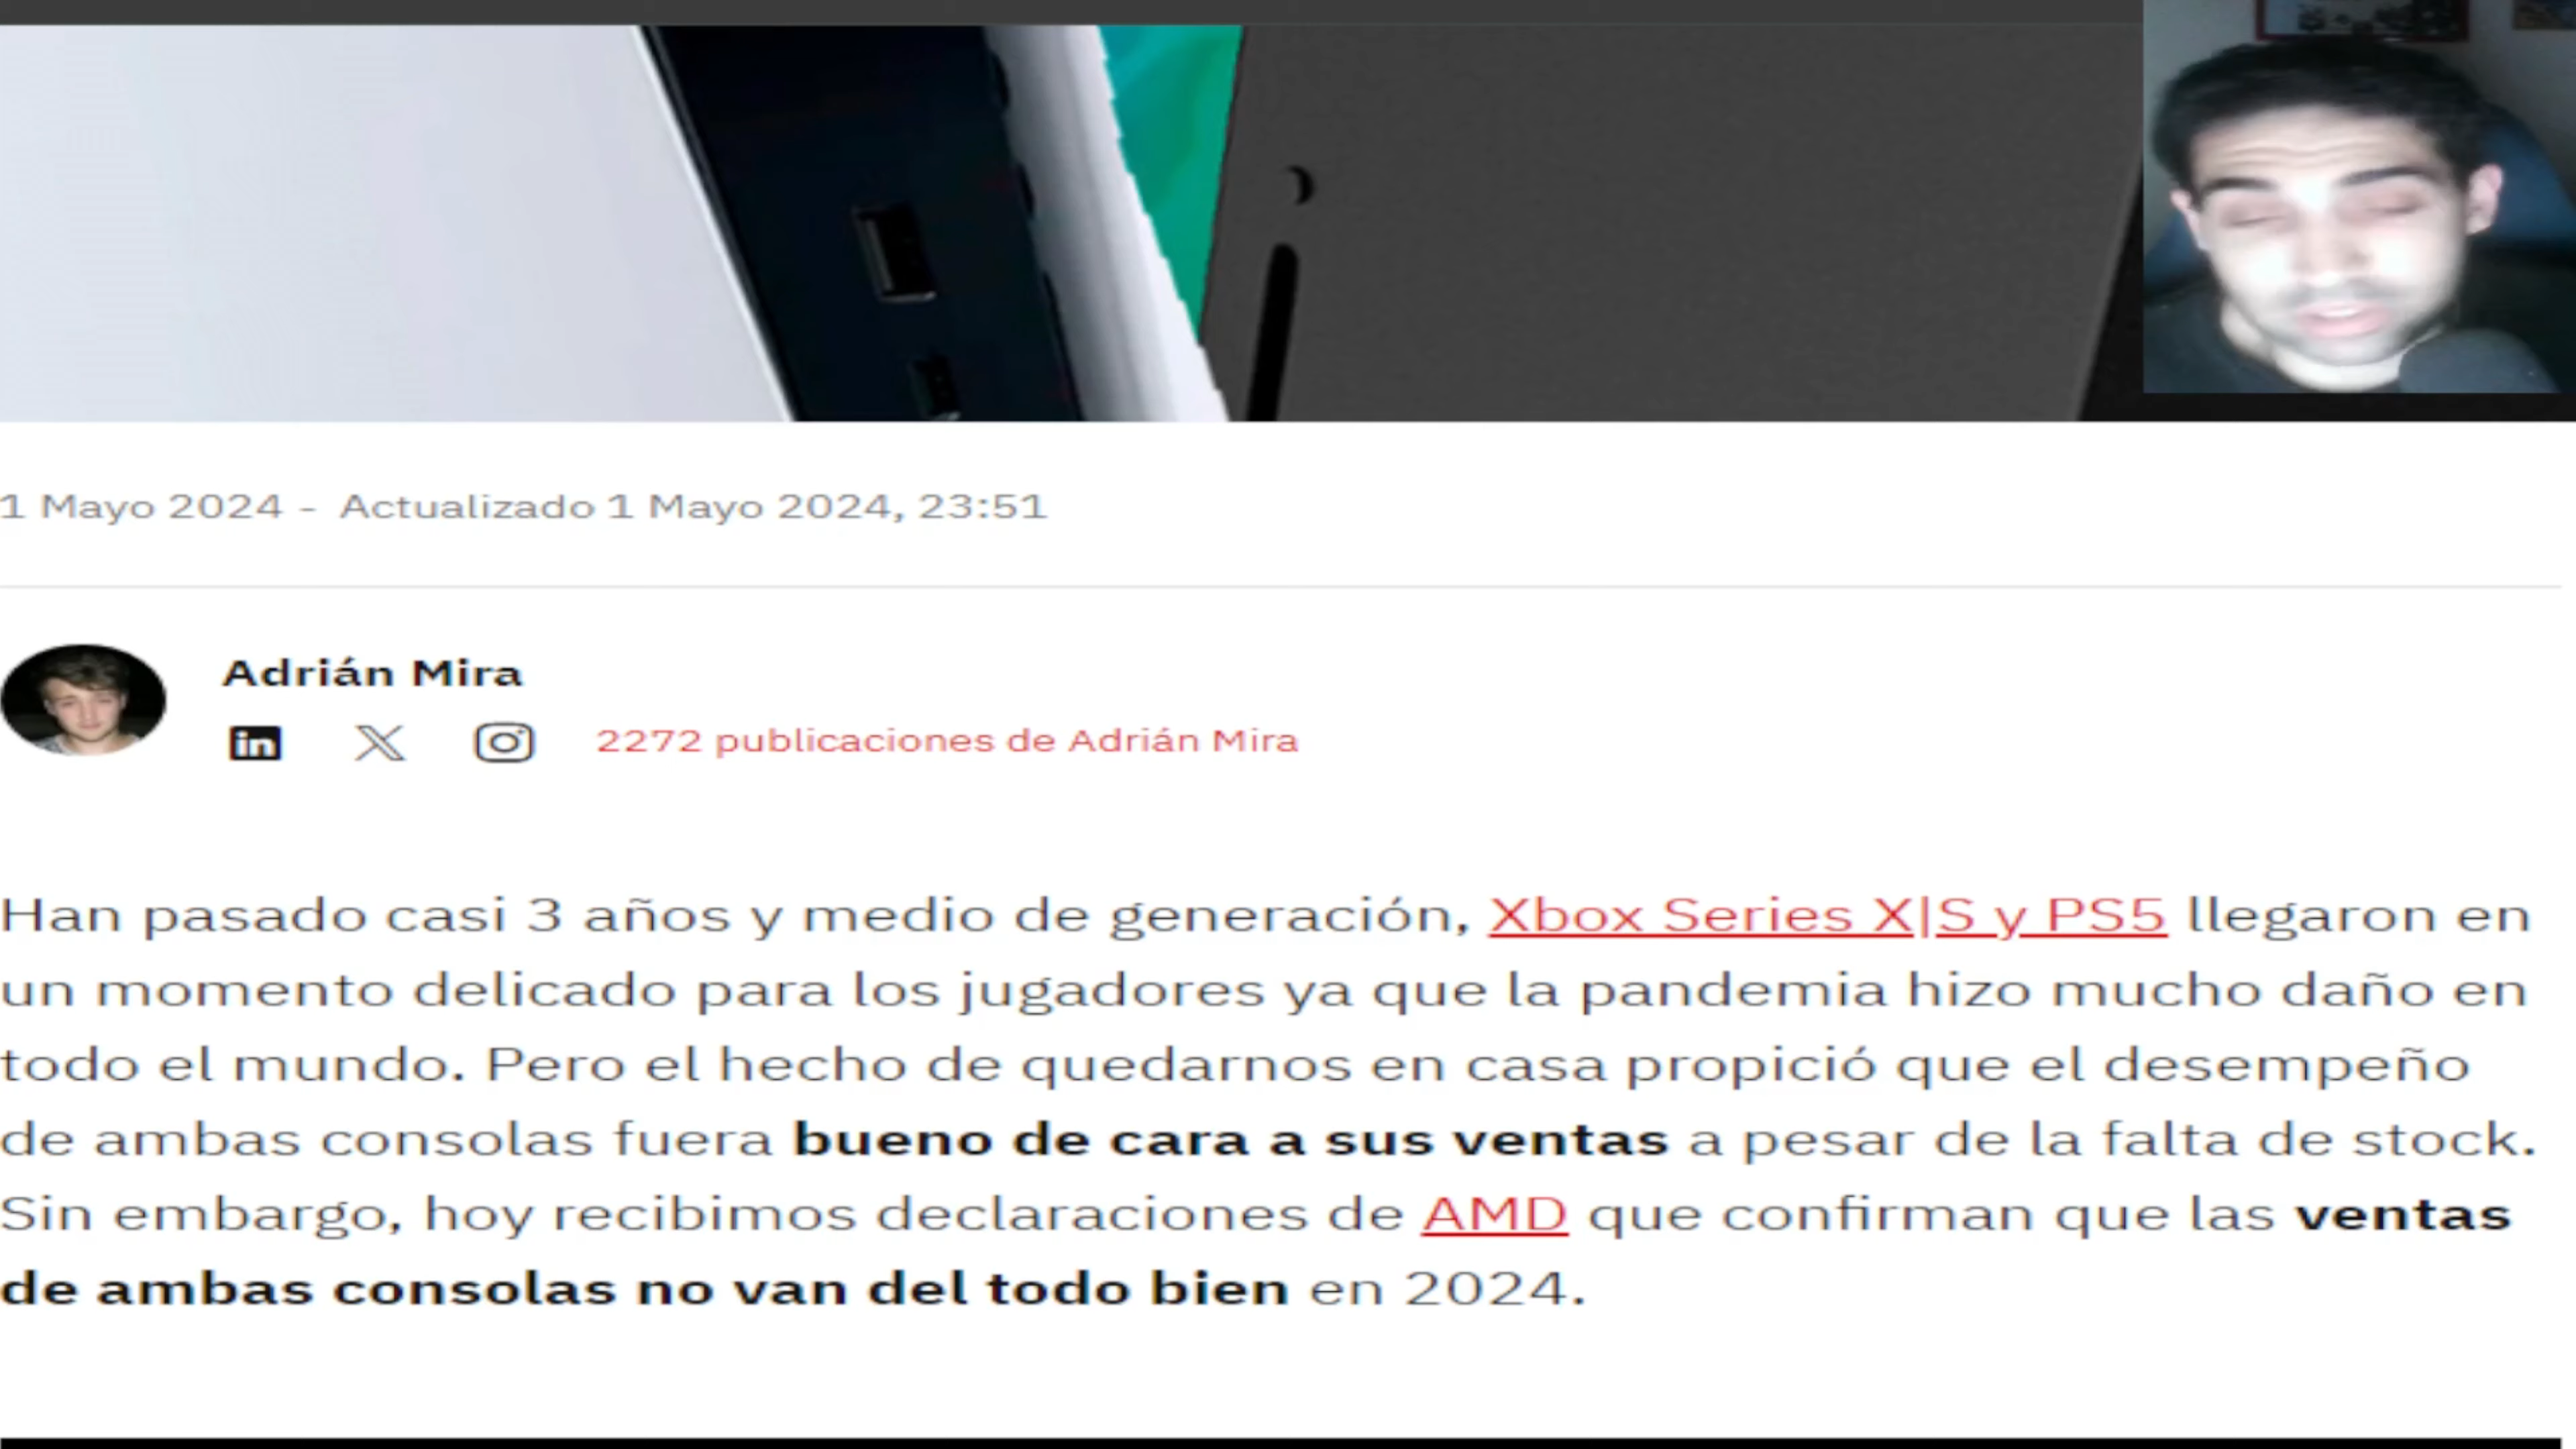 1 Mayo 2024 - Actualizado 1 Mayo 2024, 23:51
Adrián Mira
2272 publicaciones de Adrián Mira
Han pasado casi 3 años y medio de generación, Xbox Series X|S y PS5 llegaron en
un momento delicado para los jugadores ya que la pandemia hizo mucho daño en
todo el mundo. Pero el hecho de quedarnos en casa propició que el desempeño
de ambas consolas fuera bueno de cara a sus ventas a pesar de la falta de stock.
Sin embargo, hoy recibimos declaraciones de AMD que confirman que las ventas
de ambas consolas no van del todo bien en 2024.